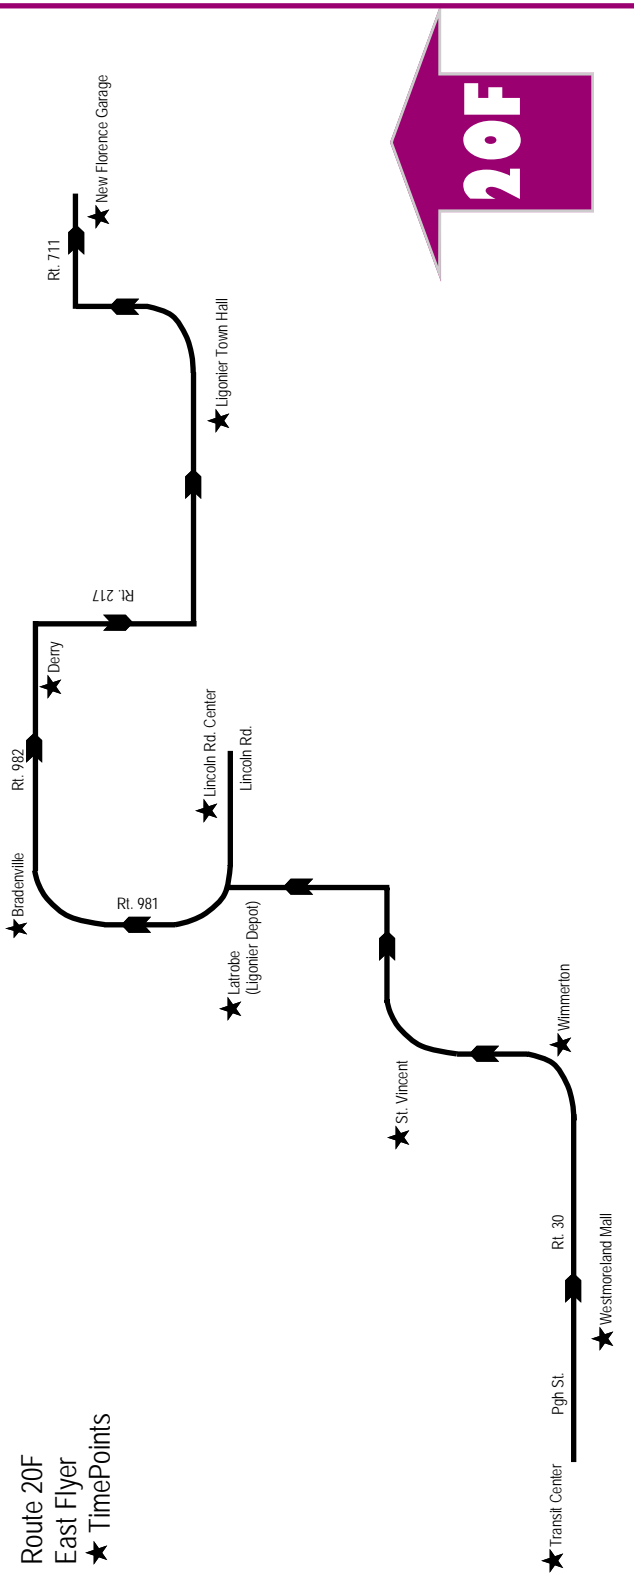 Route 20F
East Flyer
TimePoints
Transit Center
Pgh St.
Westmoreland Mall
Rt. 30
Wimmerton
St. Vincent
Latrobe
(Ligonier Depot)
Lincoln Rd. Center
Lincoln Rd.
Rt. 981
Bradenville
Rt. 982
Derry
Rt. 217
Ligonier Town Hall
Rt. 711
New Florence Garage
20F